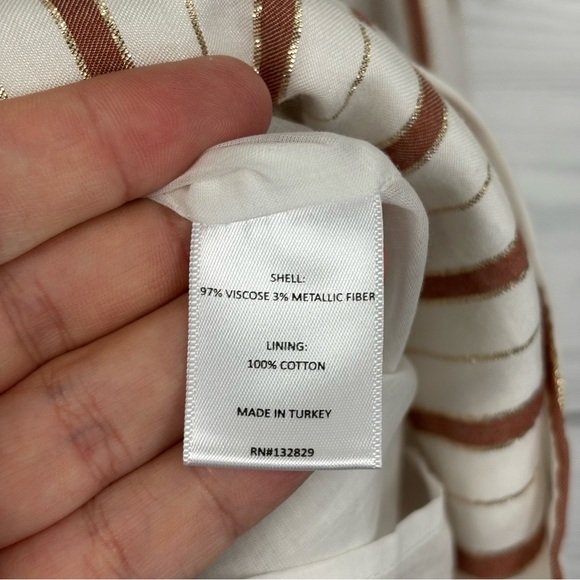 SHELL:
97% VISCOSE 3% METALLIC FIBER
LINING:
100% COTTON
MADE IN TURKEY
RN#132829